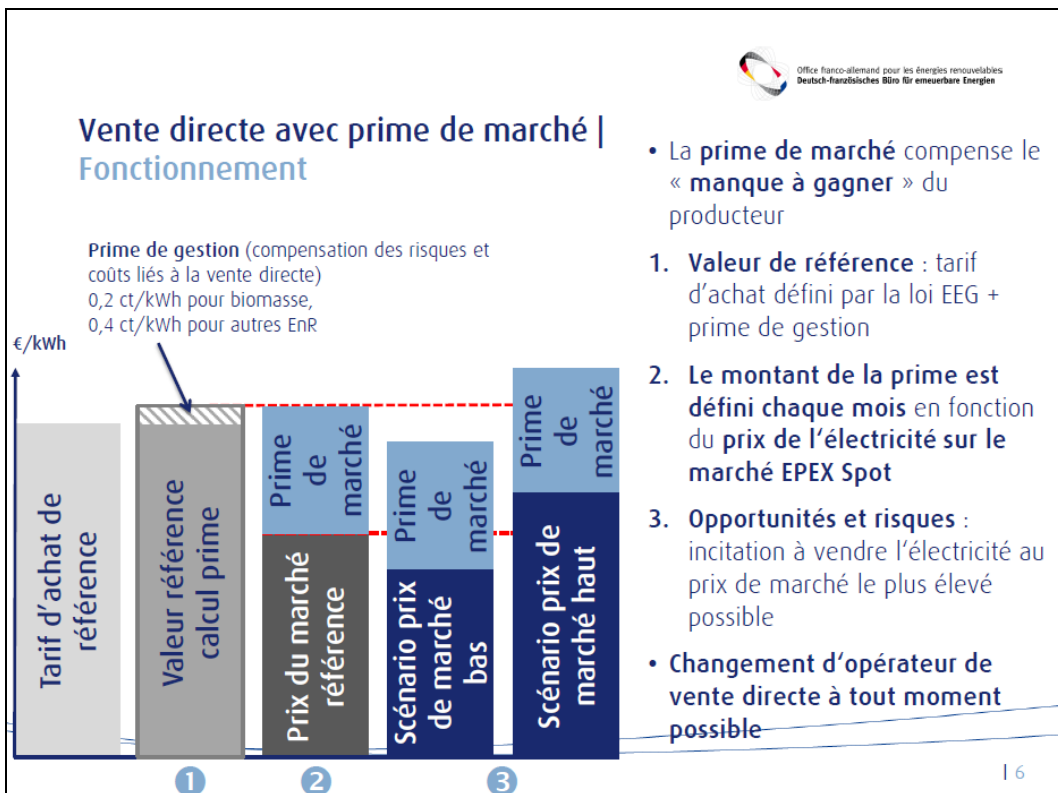 Office franco-allemand pour les énergies renouvelables
Deutsch-französisches Büro für erneuerbare Energien
Vente directe avec prime de marché |
Fonctionnement
Prime de gestion (compensation des risques et
coûts liés à la vente directe)
0,2 ct/kWh pour biomasse,
0,4 ct/kWh pour autres EnR
€/kWh
Tarif d'achat de
référence
Valeur référence
calcul prime
Prime
de
marché
Prix du marché
référence
Prime
de
marché
Scénario prix
de marché
bas
Prime
de
marché
Scénario prix de
marché haut
1
2
3
• La prime de marché compense le
« manque à gagner » du
producteur
1. Valeur de référence : tarif
d'achat défini par la loi EEG +
prime de gestion
2. Le montant de la prime est
défini chaque mois en fonction
du prix de l'électricité sur le
marché EPEX Spot
3. Opportunités et risques :
incitation à vendre l'électricité au
prix de marché le plus élevé
possible
• Changement d'opérateur de
vente directe à tout moment
possible
| 6